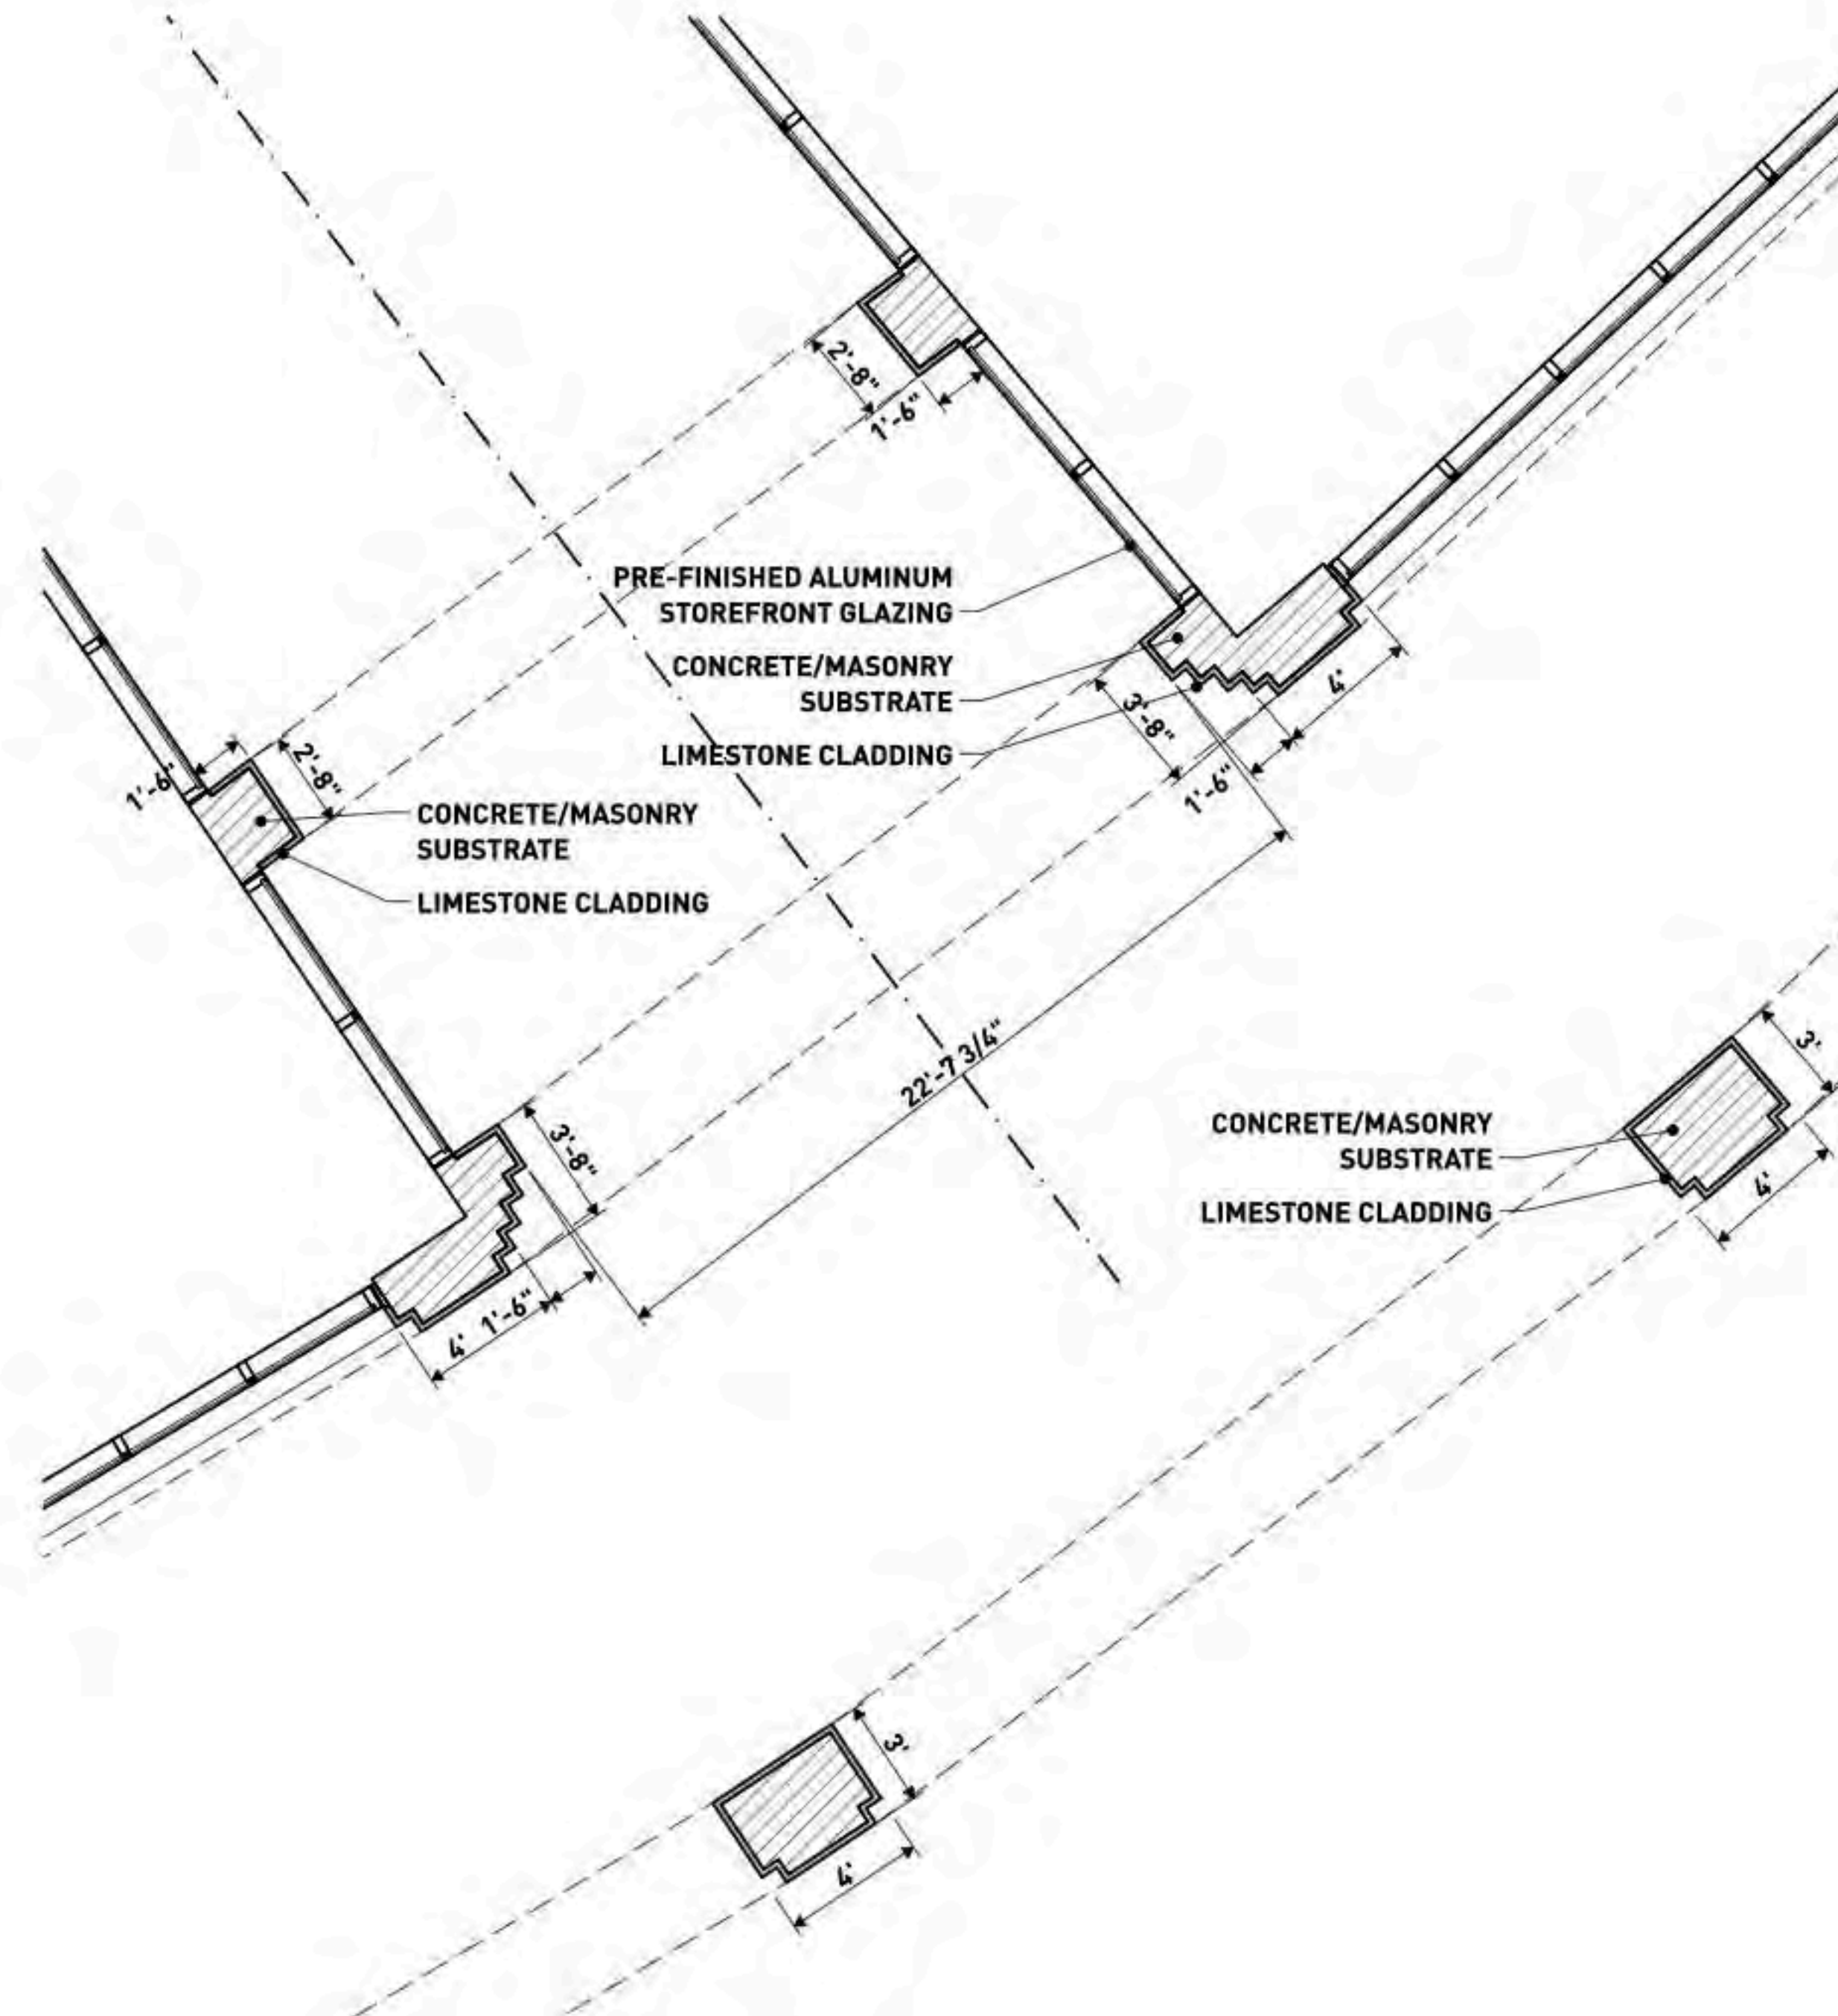 2'-8"
1'-6"
PRE-FINISHED ALUMINUM
STOREFRONT GLAZING
CONCRETE/MASONRY
SUBSTRATE
LIMESTONE CLADDING
3'-8"
4'
1'-6"
1'-6"
2'-8"
CONCRETE/MASONRY
SUBSTRATE
LIMESTONE CLADDING
22'-7 3/4"
3'-8"
4'
1'-6"
CONCRETE/MASONRY
SUBSTRATE
LIMESTONE CLADDING
3'
4'
3'
4'